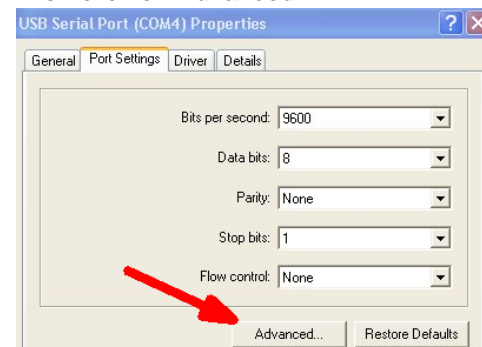 USB Serial Port (COM4) Properties
General Port Settings Driver Details
Bits per second: 9600
Data bits: 8
Parity: None
Stop bits: 1
Flow control: None
Advanced... Restore Defaults